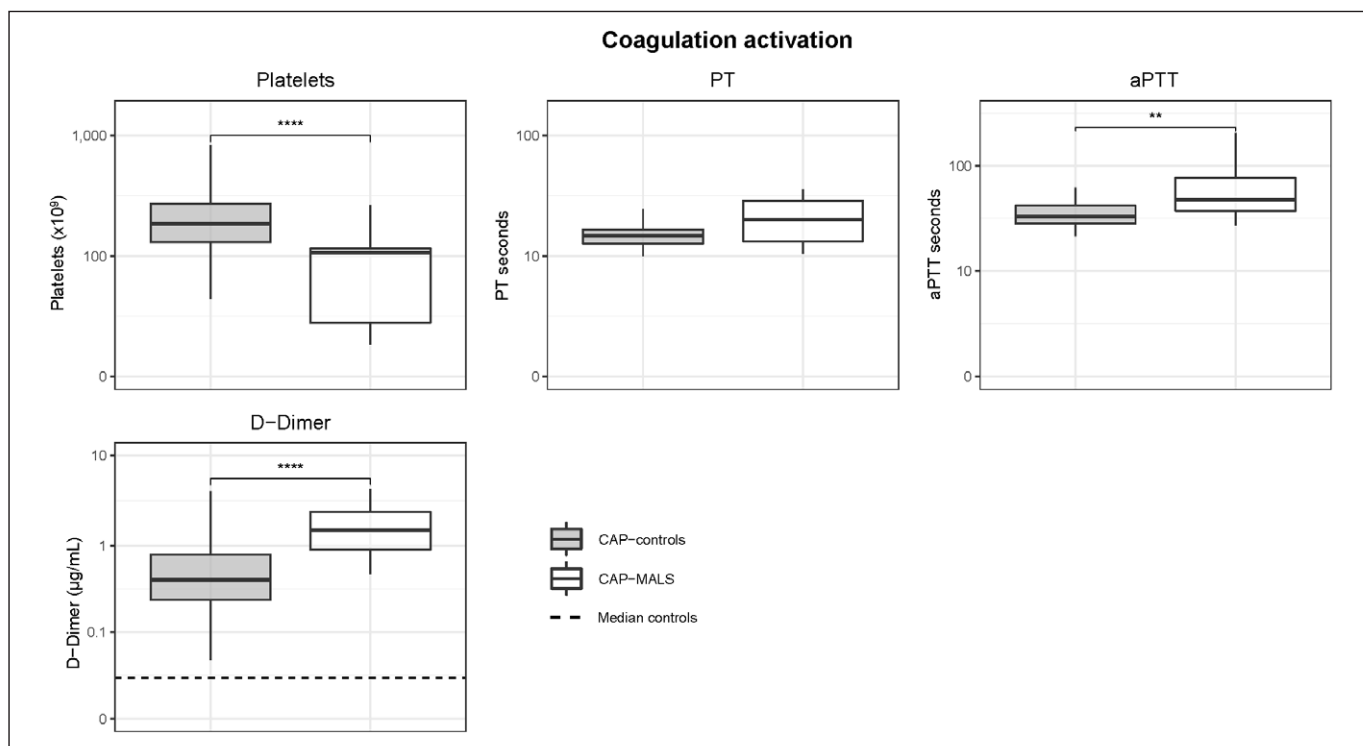 Coagulation activation
Platelets
****
1,000
100
0
Platelets (x10⁹)
PT
100
10
0
PT seconds
aPTT
**
100
10
0
aPTT seconds
D-Dimer
****
10
1
0.1
0
D-Dimer (µg/mL)
CAP-controls
CAP-MALS
Median controls